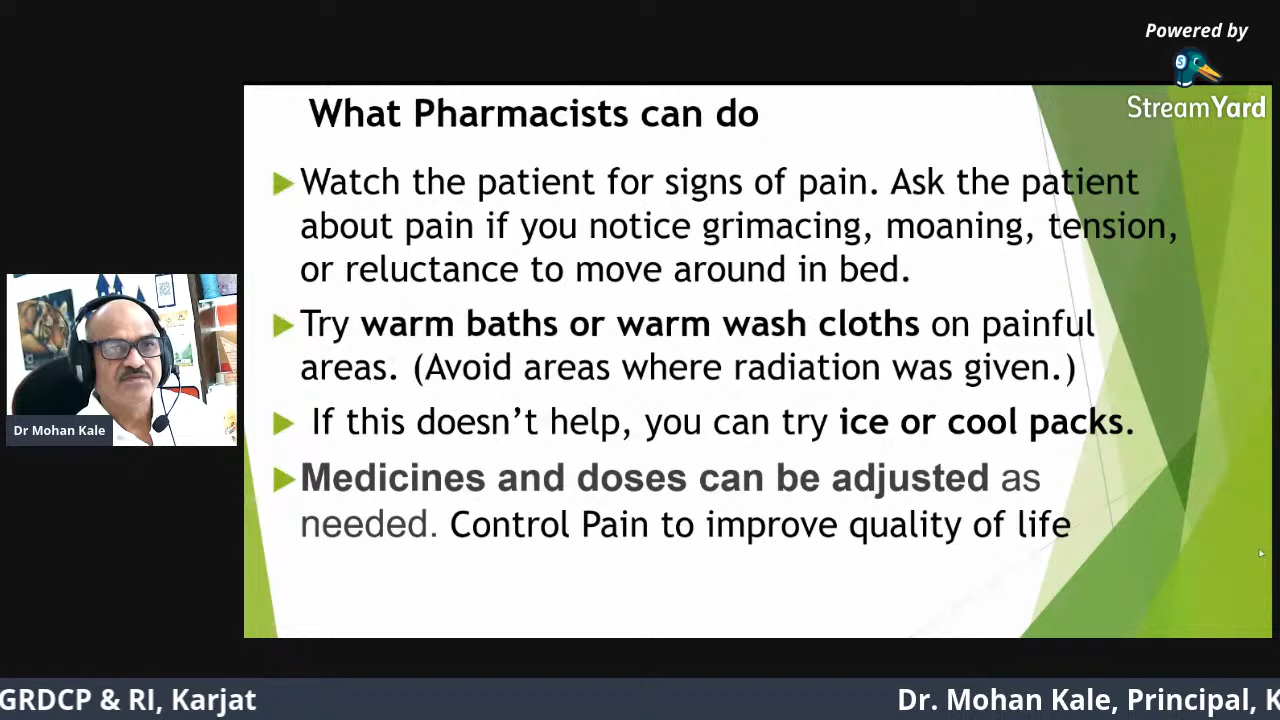 Powered by
StreamYard
What Pharmacists can do
Watch the patient for signs of pain. Ask the patient
about pain if you notice grimacing, moaning, tension,
or reluctance to move around in bed.
Try warm baths or warm wash cloths on painful
areas. (Avoid areas where radiation was given.)
If this doesn’t help, you can try ice or cool packs.
Medicines and doses can be adjusted as
needed. Control Pain to improve quality of life
Dr Mohan Kale
GRDCP & RI, Karjat
Dr. Mohan Kale, Principal, K